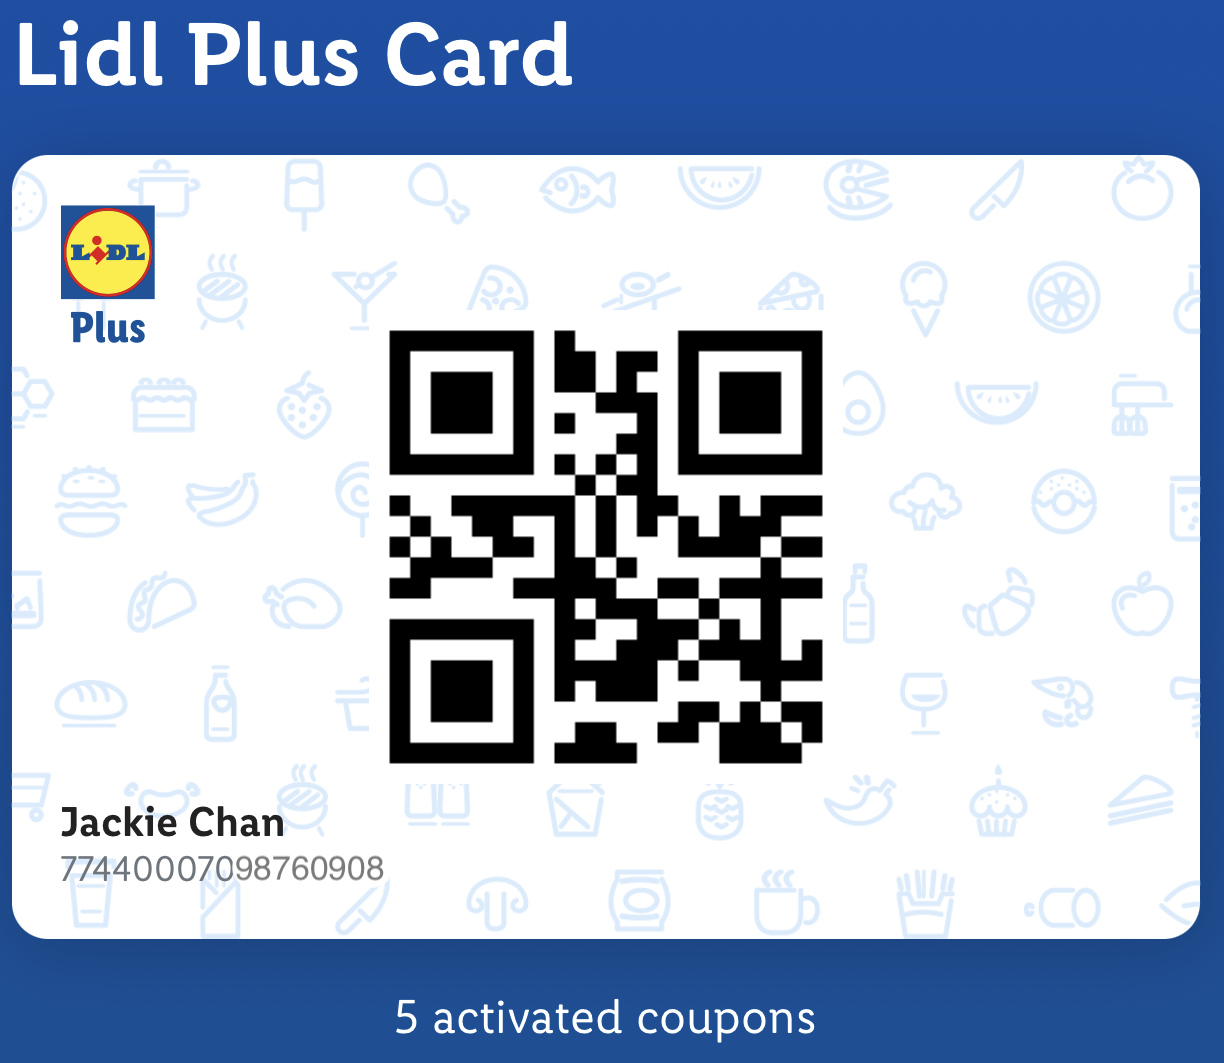 Lidl Plus Card
LIDL
Plus
Jackie Chan
77440007098760908
5 activated coupons